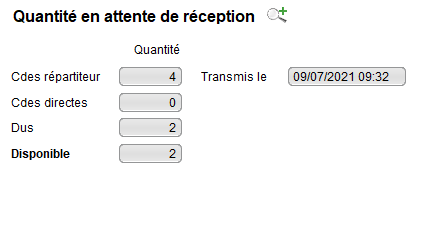 Quantité en attente de réception
Quantité
Cdes répartiteur 4 Transmis le 09/07/2021 09:32
Cdes directes 0
Dus 2
Disponible 2